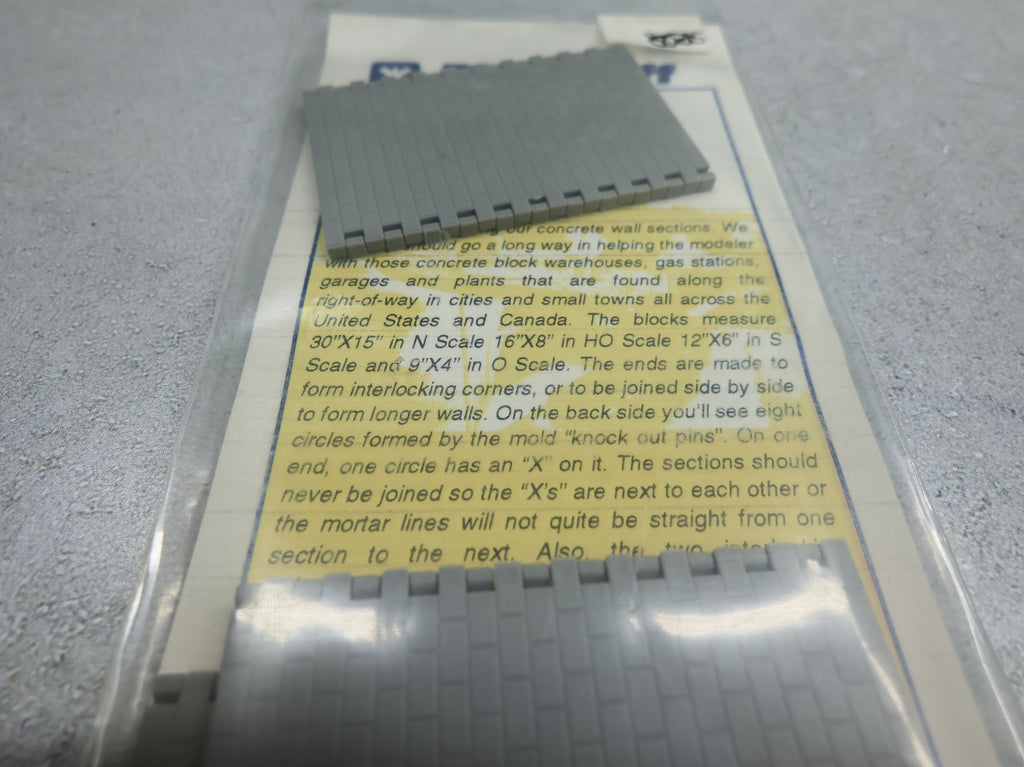 our concrete wall sections. We
should go a long way in helping the modeler
with those concrete block warehouses, gas stations,
garages and plants that are found along the
right-of-way in cities and small towns all across the
United States and Canada. The blocks measure
30"X15" in N Scale 16"X8" in HO Scale 12"X6" in S
Scale and 9"X4" in O Scale. The ends are made to
form interlocking corners, or to be joined side by side
to form longer walls. On the back side you'll see eight
circles formed by the mold "knock out pins". On one
end, one circle has an "X" on it. The sections should
never be joined so the "X's" are next to each other or
the mortar lines will not quite be straight from one
section to the next. Also, the two